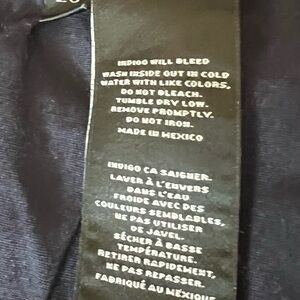 INDIGO WILL BLEED
WASH INSIDE OUT IN COLD
WATER WITH LIKE COLORS,
DO NOT BLEACH.
TUMBLE DRY LOW.
REMOVE PROMPTLY.
DO NOT IRON.
MADE IN MEXICO
INDIGO ÇA SAIGNER.
LAVER À L'ENVERS
DANS L'EAU
FROIDE AVEC DES
COULEURS SEMBLABLES,
NE PAS UTILISER
DE JAVEL.
SÉCHER À BASSE
TEMPÉRATURE.
RETIRER RAPIDEMENT,
NE PAS REPASSER.
FABRIQUÉ AU MEXIQUE